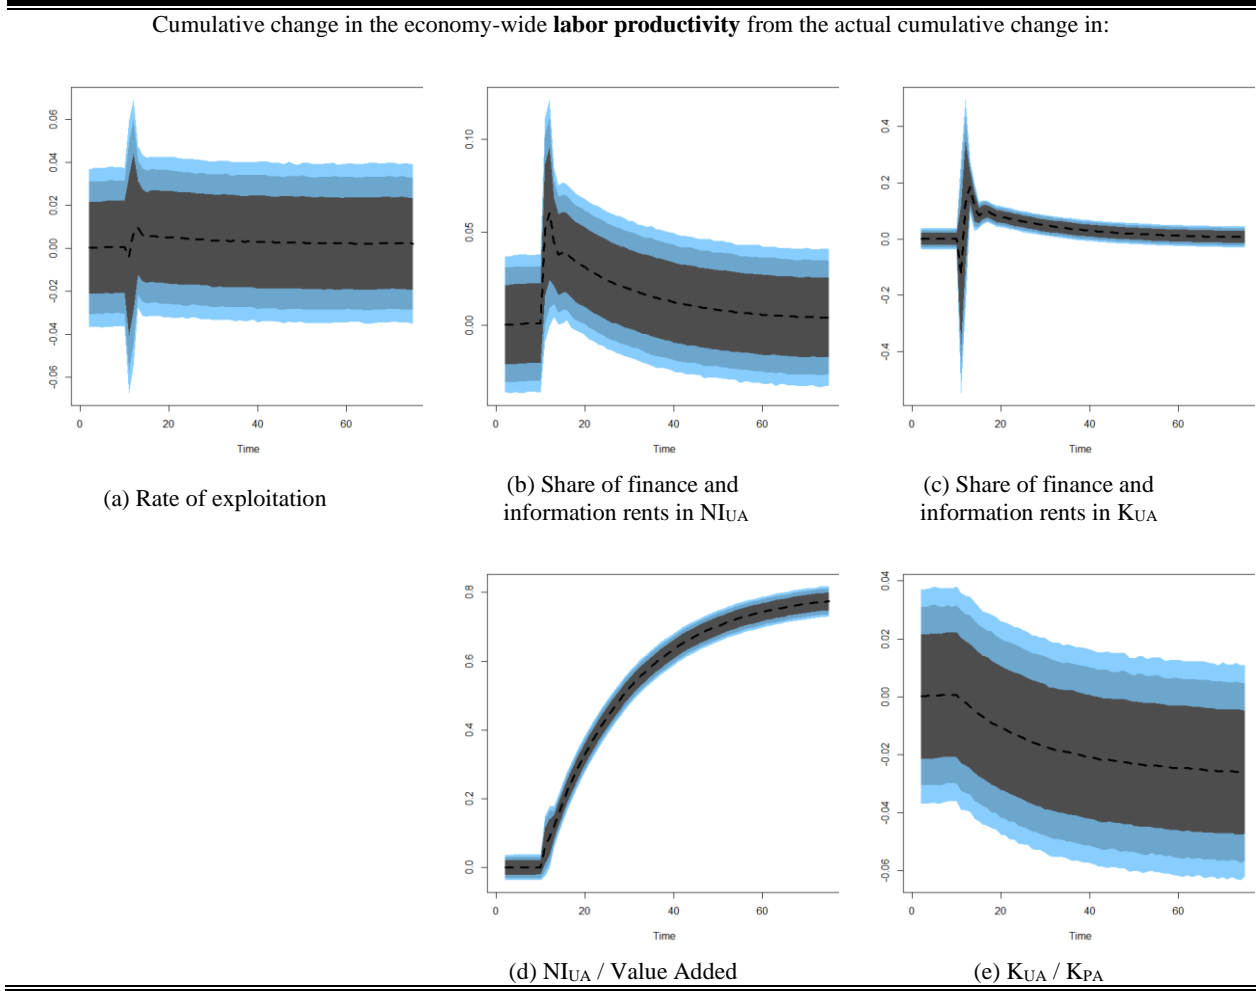 Cumulative change in the economy-wide labor productivity from the actual cumulative change in:
0.06
0.04
0.02
0.00
-0.02
-0.04
-0.06
0 20 40 60
Time
(a) Rate of exploitation
0.10
0.05
0.00
0 20 40 60
Time
(b) Share of finance and
information rents in NIUA
0.4
0.2
0.0
-0.2
-0.4
0 20 40 60
Time
(c) Share of finance and
information rents in KUA
0.8
0.6
0.4
0.2
0.0
0 20 40 60
Time
(d) NIUA / Value Added
0.04
0.02
0.00
-0.02
-0.04
-0.06
0 20 40 60
Time
(e) KUA / KPA